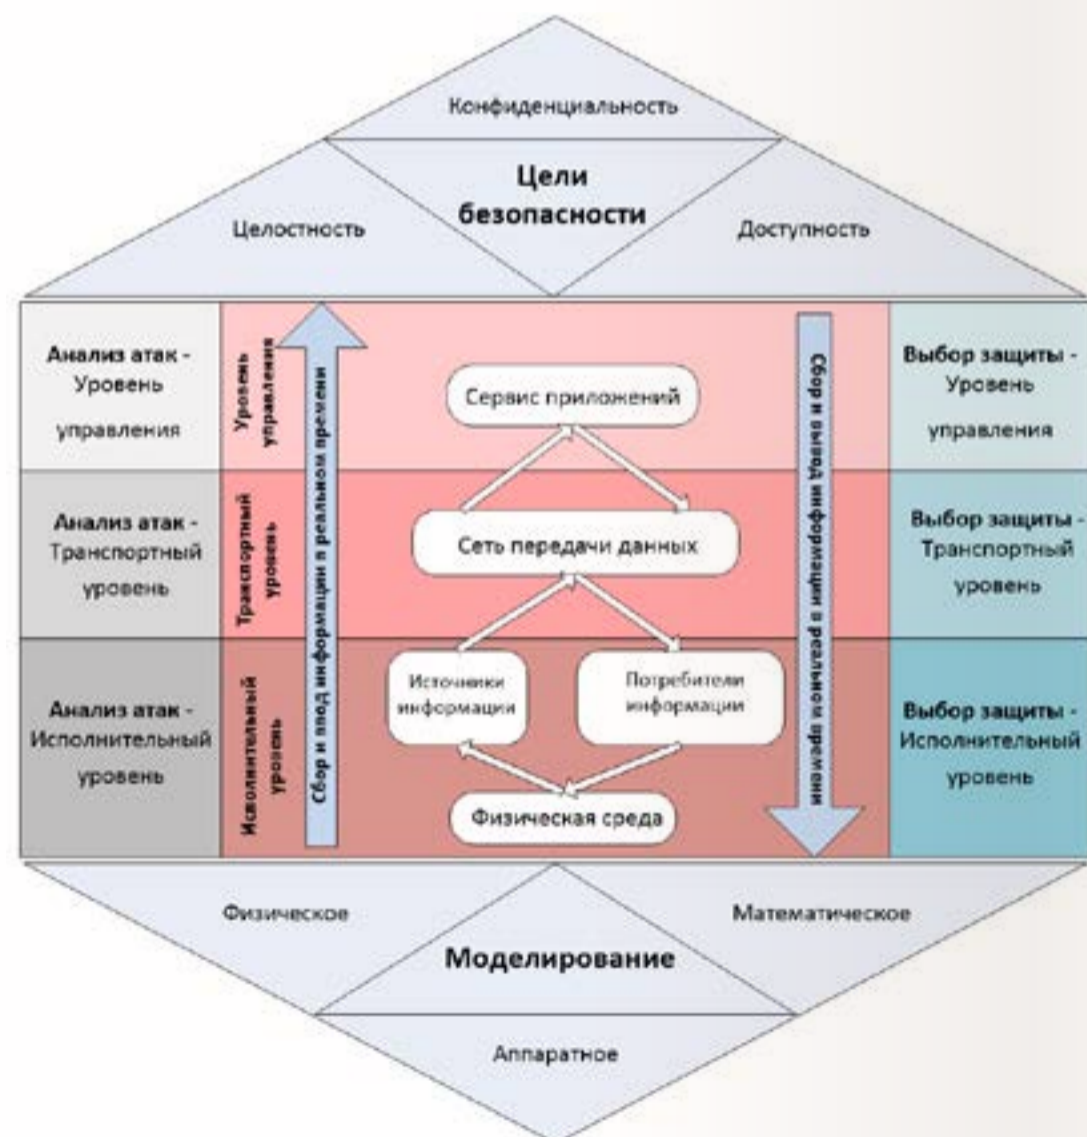 Конфиденциальность
Цели
безопасности
Целостность
Доступность
Анализ атак -
Уровень
управления
Уровень
управления
Сбор и ввод информации в реальном времени
Сервис приложений
Сбор и вывод информации в реальном времени
Выбор защиты -
Уровень
управления
Анализ атак -
Транспортный
уровень
Транспортный
уровень
Сеть передачи данных
Выбор защиты -
Транспортный
уровень
Анализ атак -
Исполнительный
уровень
Исполнительный
уровень
Источники
информации
Потребители
информации
Физическая среда
Выбор защиты -
Исполнительный
уровень
Физическое
Математическое
Моделирование
Аппаратное